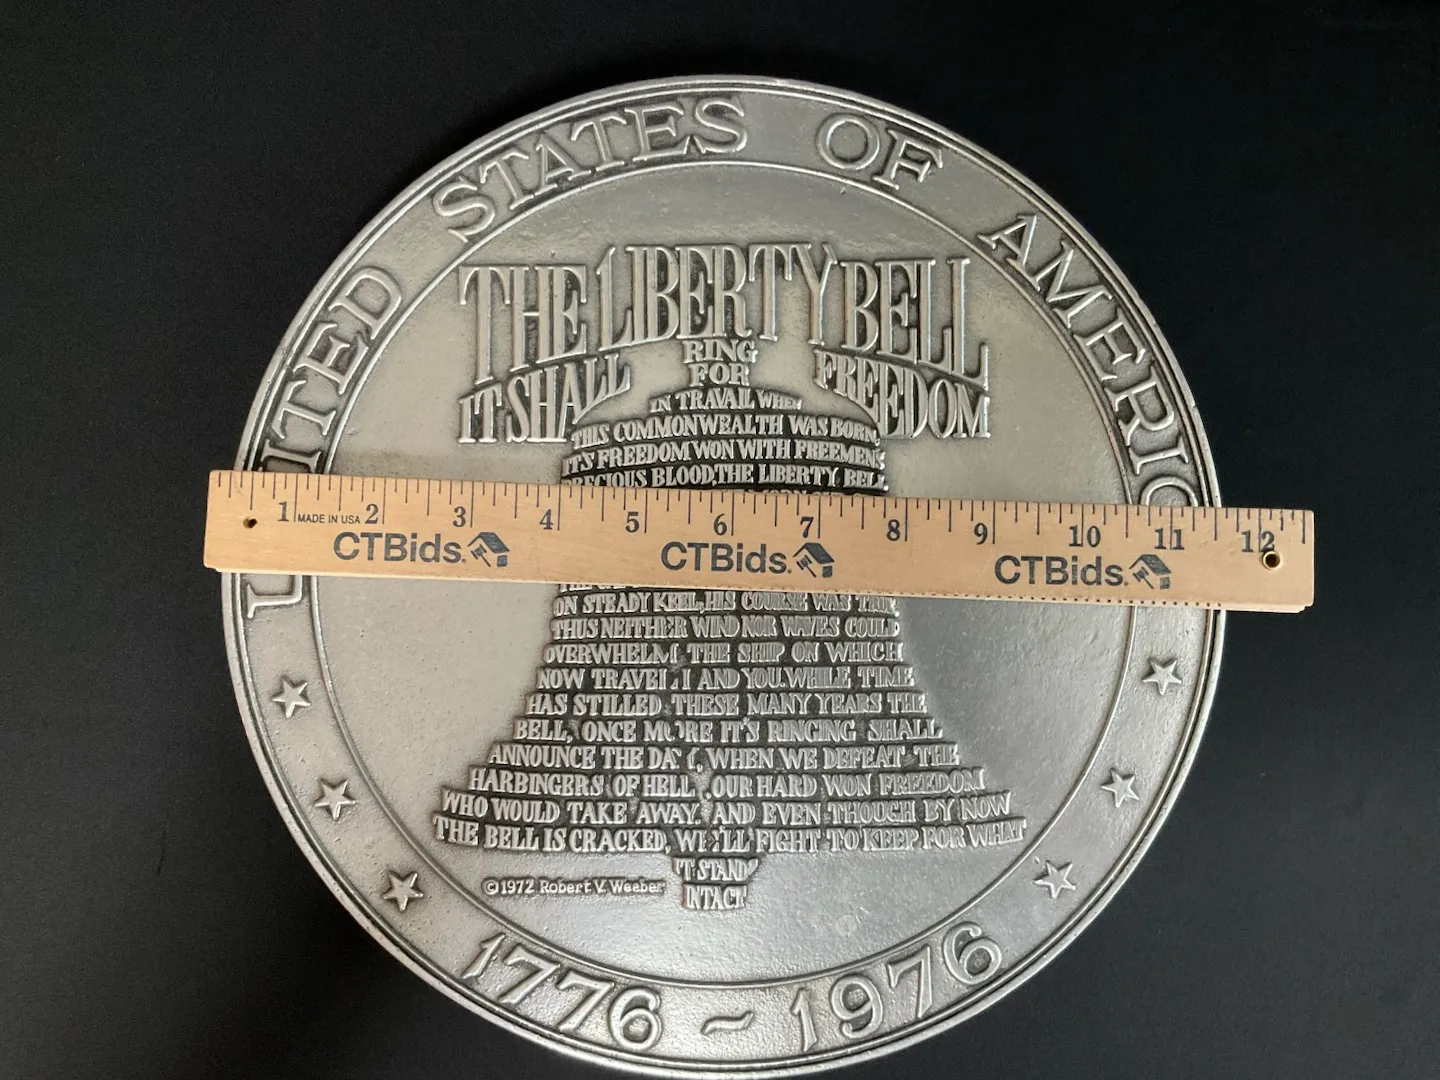 UNITED STATES OF AMERICA
THE LIBERTY BELL
IT SHALL RING FOR FREEDOM
IN TRAVAIL WHEN
THIS COMMONWEALTH WAS BORN,
IT'S FREEDOM WON WITH FREEMENS
PRECIOUS BLOOD, THE LIBERTY BELL
1 2 3 4 5 6 7 8 9 10 11 12
MADE IN USA
CTBids. CTBids. CTBids.
ON STEADY KEEL, HIS COURSE WAS TRUE
THUS NEITHER WIND NOR WAVES COULD
OVERWHELM THE SHIP ON WHICH
NOW TRAVEL I AND YOU. WHILE TIME
HAS STILLED THESE MANY YEARS THE
BELL, ONCE MORE IT'S RINGING SHALL
ANNOUNCE THE DAY, WHEN WE DEFEAT THE
HARBINGERS OF HELL OUR HARD WON FREEDOM
WHO WOULD TAKE AWAY. AND EVEN THOUGH BY NOW
THE BELL IS CRACKED, WE'LL FIGHT TO KEEP FOR WHAT
IT STANDS
INTACT
©1972 Robert V. Weeber
1776 ~ 1976